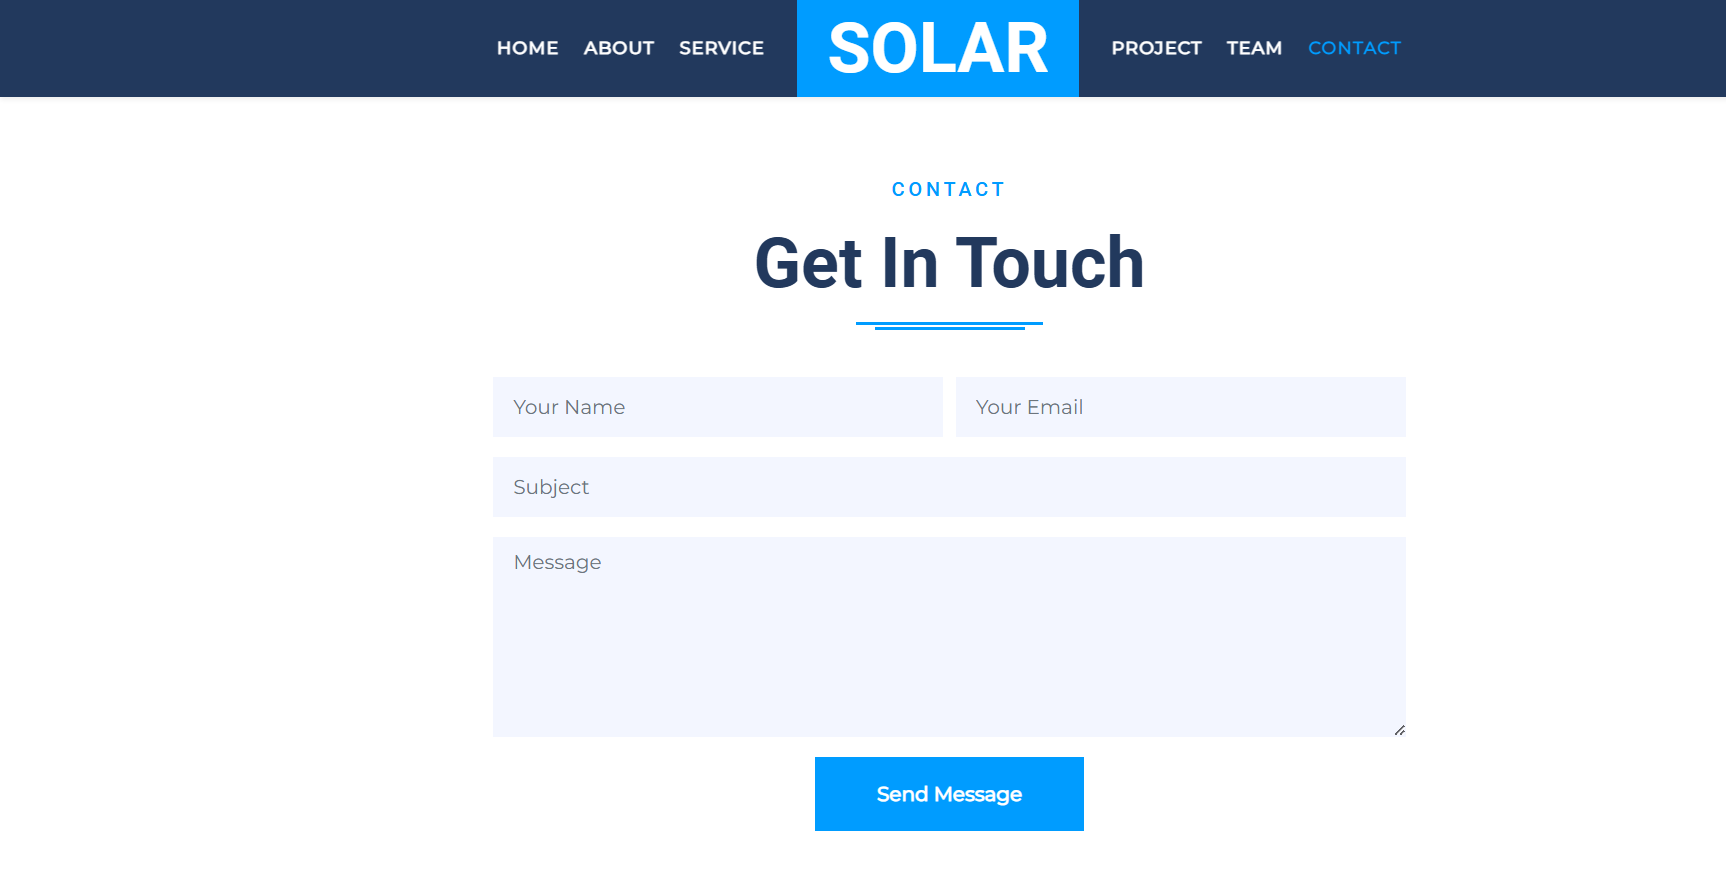 HOME ABOUT SERVICE SOLAR PROJECT TEAM CONTACT
CONTACT
Get In Touch
Your Name Your Email
Subject
Message
Send Message